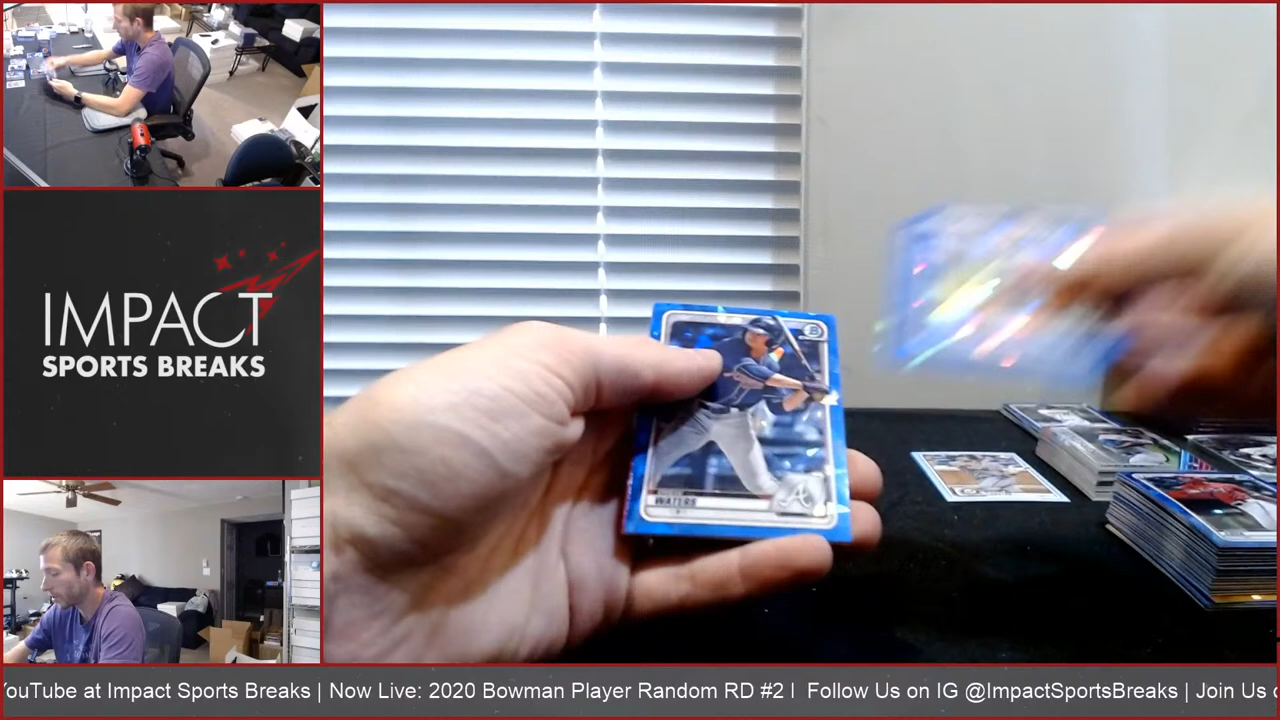 IMPACT
SPORTS BREAKS
WATERS
B
A
YouTube at Impact Sports Breaks | Now Live: 2020 Bowman Player Random RD #2 | Follow Us on IG @ImpactSportsBreaks | Join Us